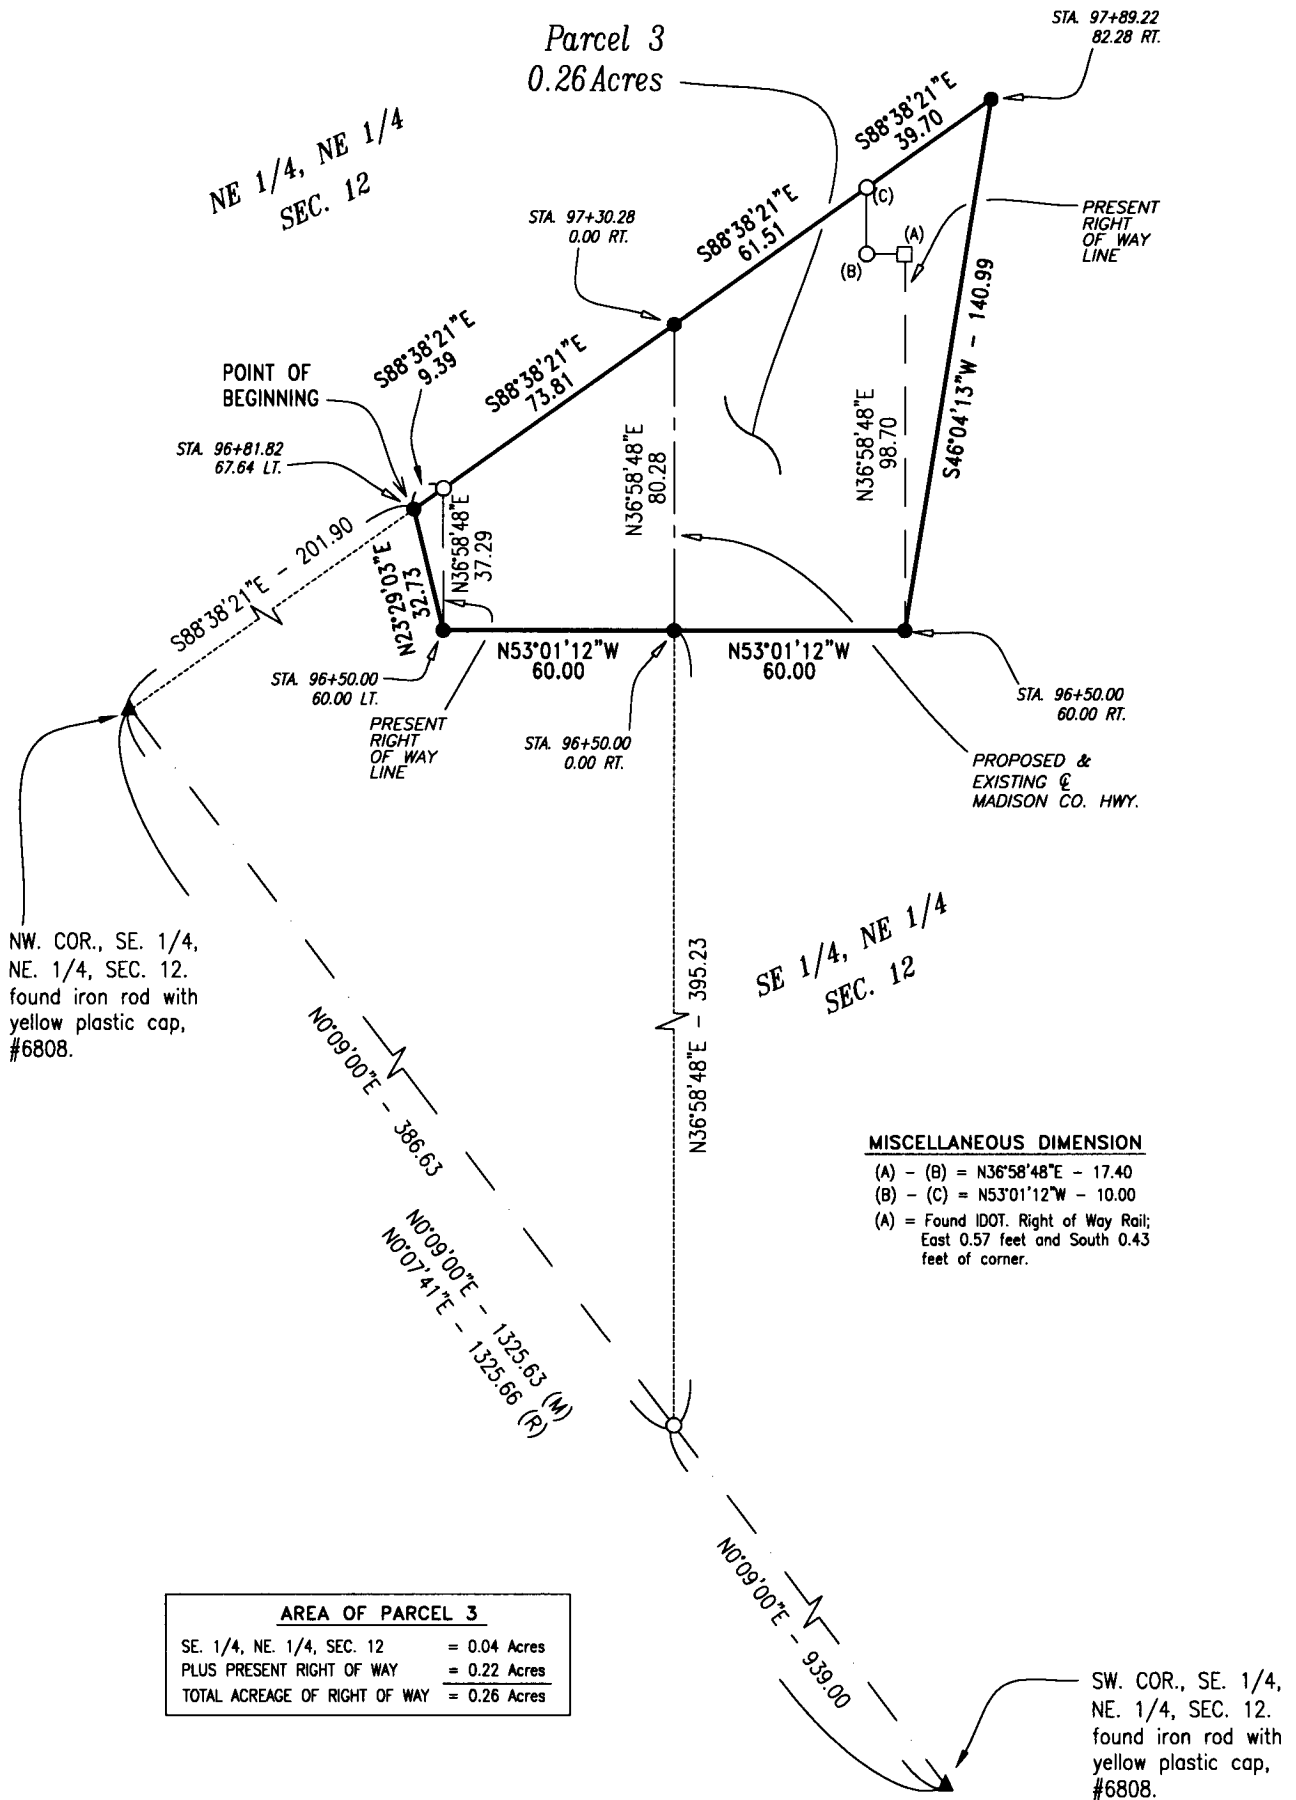 STA. 97+89.22
82.28 RT.
Parcel 3
0.26 Acres
NE 1/4, NE 1/4
SEC. 12
S88°38'21"E
39.70
(C)
STA. 97+30.28
0.00 RT.
S88°38'21"E
61.51
(A)
(B)
PRESENT
RIGHT
OF WAY
LINE
S46°04'13"W - 140.99
POINT OF
BEGINNING
S88°38'21"E
9.39
S88°38'21"E
73.81
STA. 96+81.82
67.64 LT.
N36°58'48"E
80.28
N36°58'48"E
98.70
S88°38'21"E - 201.90
N23°29'03"E
32.73
N36°58'48"E
37.29
N53°01'12"W
60.00
N53°01'12"W
60.00
STA. 96+50.00
60.00 LT.
STA. 96+50.00
60.00 RT.
PRESENT
RIGHT
OF WAY
LINE
STA. 96+50.00
0.00 RT.
PROPOSED &
EXISTING ℄
MADISON CO. HWY.
NW. COR., SE. 1/4,
NE. 1/4, SEC. 12.
found iron rod with
yellow plastic cap,
#6808.
SE 1/4, NE 1/4
SEC. 12
N36°58'48"E - 395.23
N0°09'00"E - 386.63
MISCELLANEOUS DIMENSION
(A) - (B) = N36°58'48"E - 17.40
(B) - (C) = N53°01'12"W - 10.00
(A) = Found IDOT. Right of Way Rail;
East 0.57 feet and South 0.43
feet of corner.
N0°09'00"E - 1325.63 (M)
N0°07'41"E - 1325.66 (R)
N0°09'00"E - 939.00
AREA OF PARCEL 3
SE. 1/4, NE. 1/4, SEC. 12 = 0.04 Acres
PLUS PRESENT RIGHT OF WAY = 0.22 Acres
TOTAL ACREAGE OF RIGHT OF WAY = 0.26 Acres
SW. COR., SE. 1/4,
NE. 1/4, SEC. 12.
found iron rod with
yellow plastic cap,
#6808.